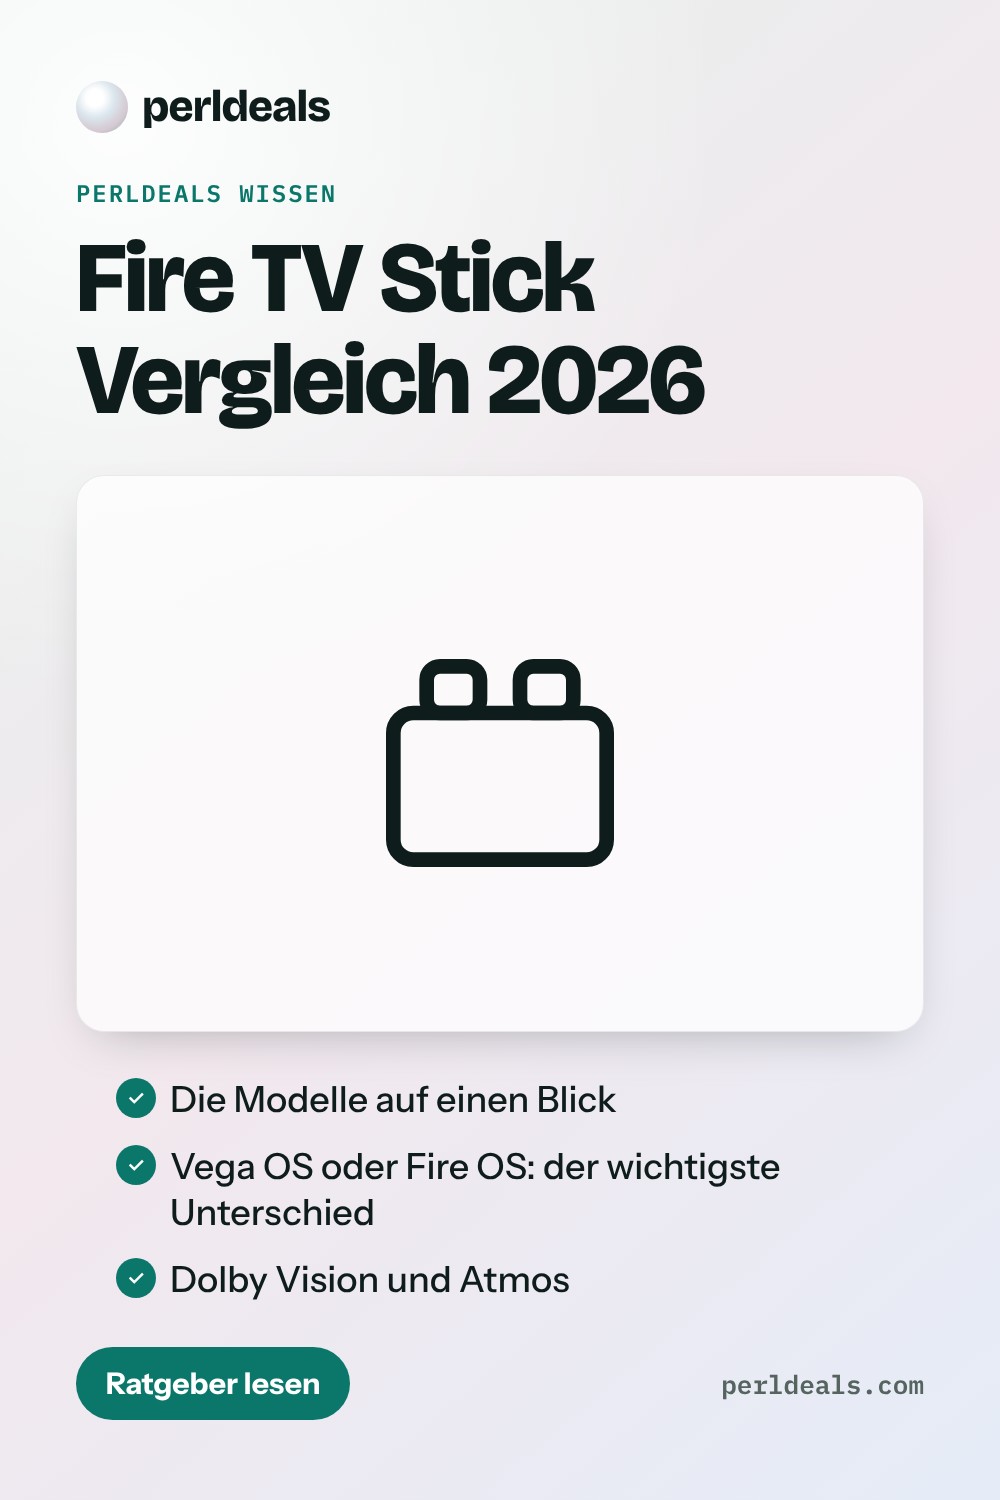 perldeals
PERLDEALS WISSEN
Fire TV Stick
Vergleich 2026
Die Modelle auf einen Blick
Vega OS oder Fire OS: der wichtigste
Unterschied
Dolby Vision und Atmos
Ratgeber lesen
perldeals.com